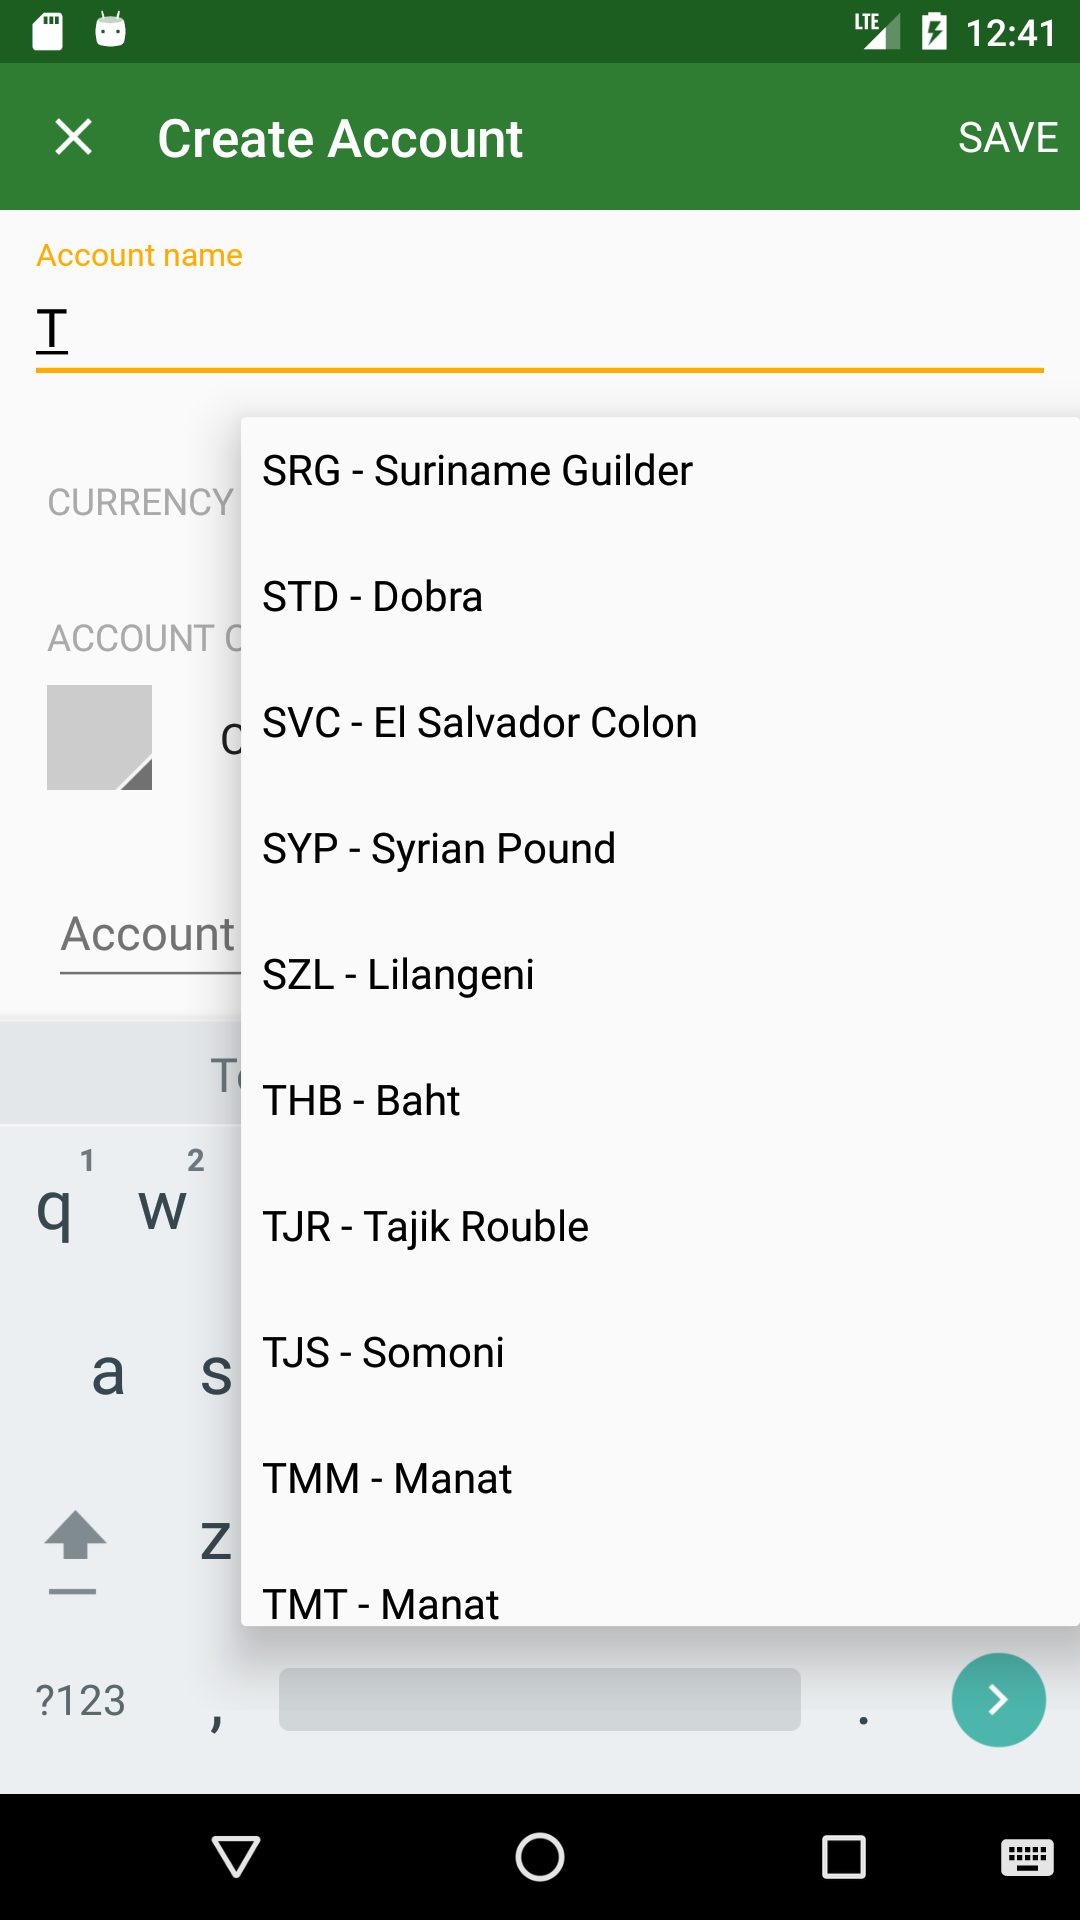 LTE 12:41
Create Account SAVE
Account name
T
SRG - Suriname Guilder
CURRENCY
STD - Dobra
ACCOUNT
SVC - El Salvador Colon
SYP - Syrian Pound
Account
SZL - Lilangeni
THB - Baht
1 2
q w
TJR - Tajik Rouble
TJS - Somoni
a s
TMM - Manat
z
TMT - Manat
?123 , .